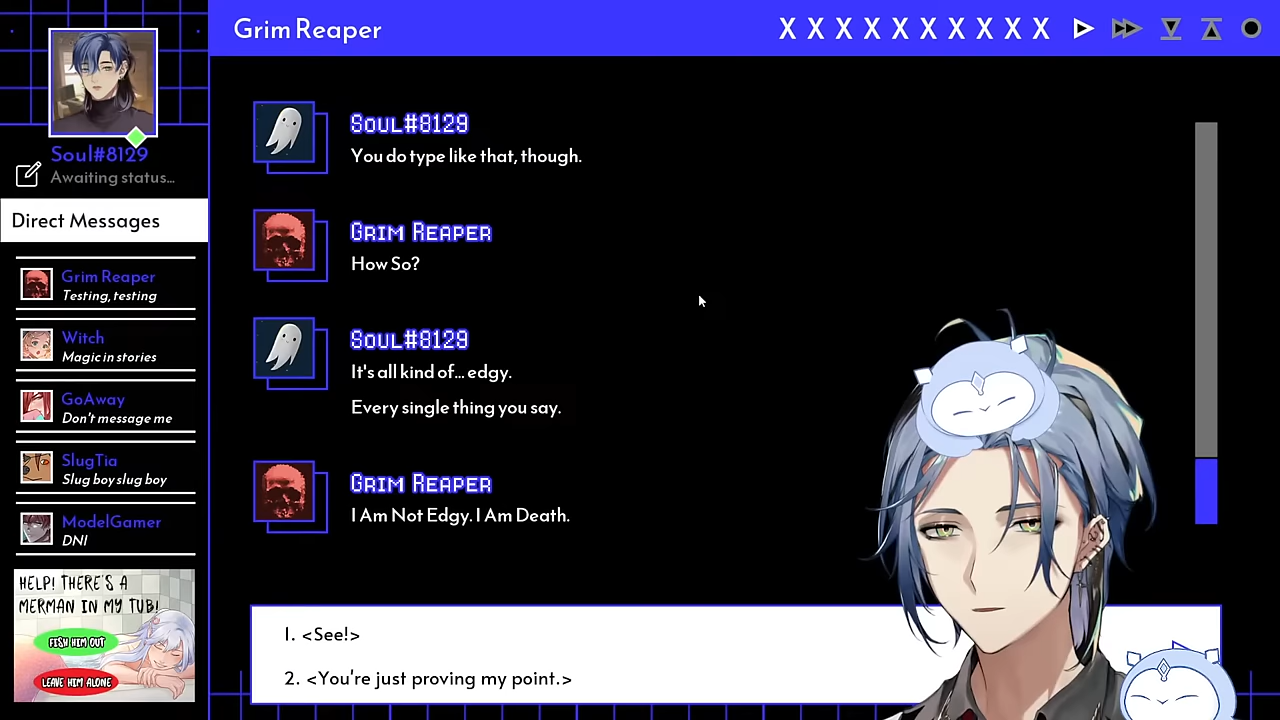 Grim Reaper
X X X X X X X X X X
Soul#8129
Awaiting status...
Direct Messages
Grim Reaper
Testing, testing
Witch
Magic in stories
GoAway
Don't message me
SlugTia
Slug boy slug boy
ModelGamer
DNI
HELP! THERE'S A
MERMAN IN MY TUB!
FISH HIM OUT
LEAVE HIM ALONE
Soul#8129
You do type like that, though.
Grim Reaper
How So?
Soul#8129
It's all kind of... edgy.
Every single thing you say.
Grim Reaper
I Am Not Edgy. I Am Death.
1. <See!>
2. <You're just proving my point.>